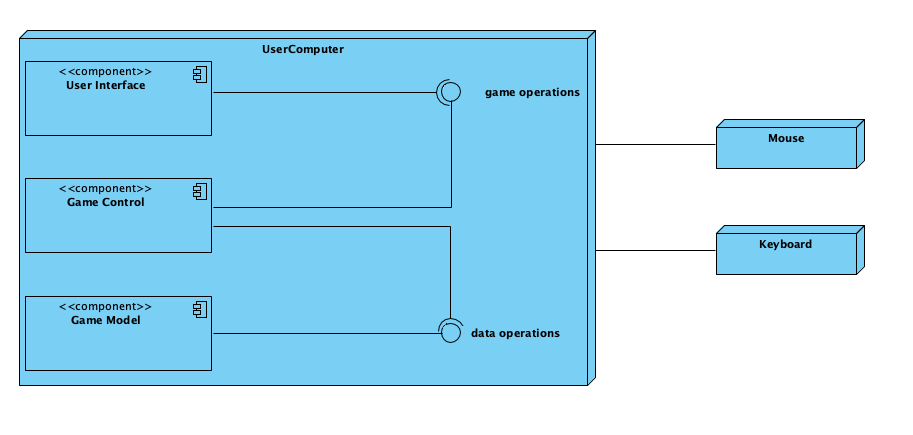 UserComputer
<<component>>
User Interface
game operations
Mouse
<<component>>
Game Control
Keyboard
<<component>>
Game Model
data operations